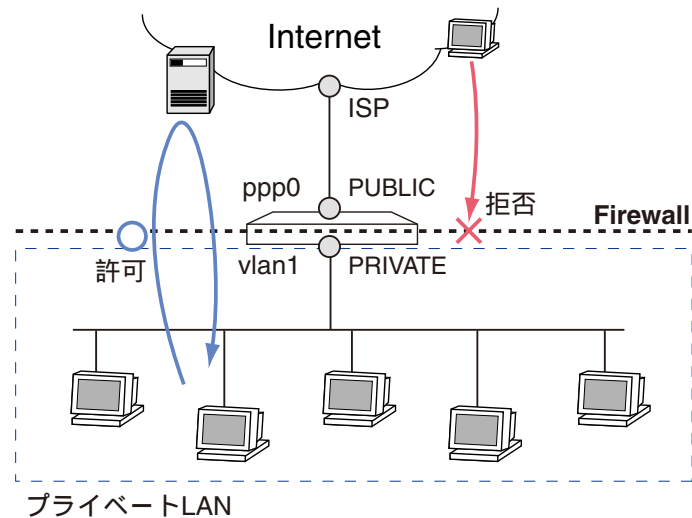 Internet
ISP
ppp0 PUBLIC
拒否
Firewall
許可
vlan1 PRIVATE
プライベートLAN